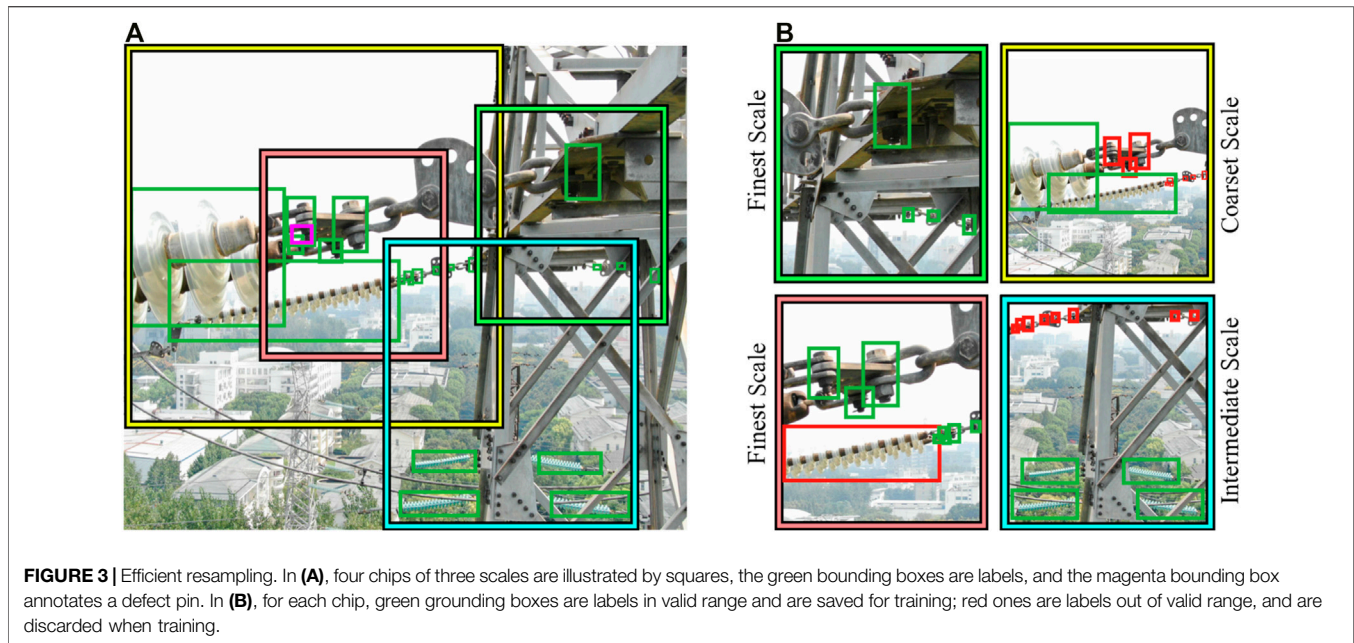 A
B
Finest Scale
Coarset Scale
Finest Scale
Intermediate Scale
FIGURE 3 | Efficient resampling. In (A), four chips of three scales are illustrated by squares, the green bounding boxes are labels, and the magenta bounding box
annotates a defect pin. In (B), for each chip, green grounding boxes are labels in valid range and are saved for training; red ones are labels out of valid range, and are
discarded when training.